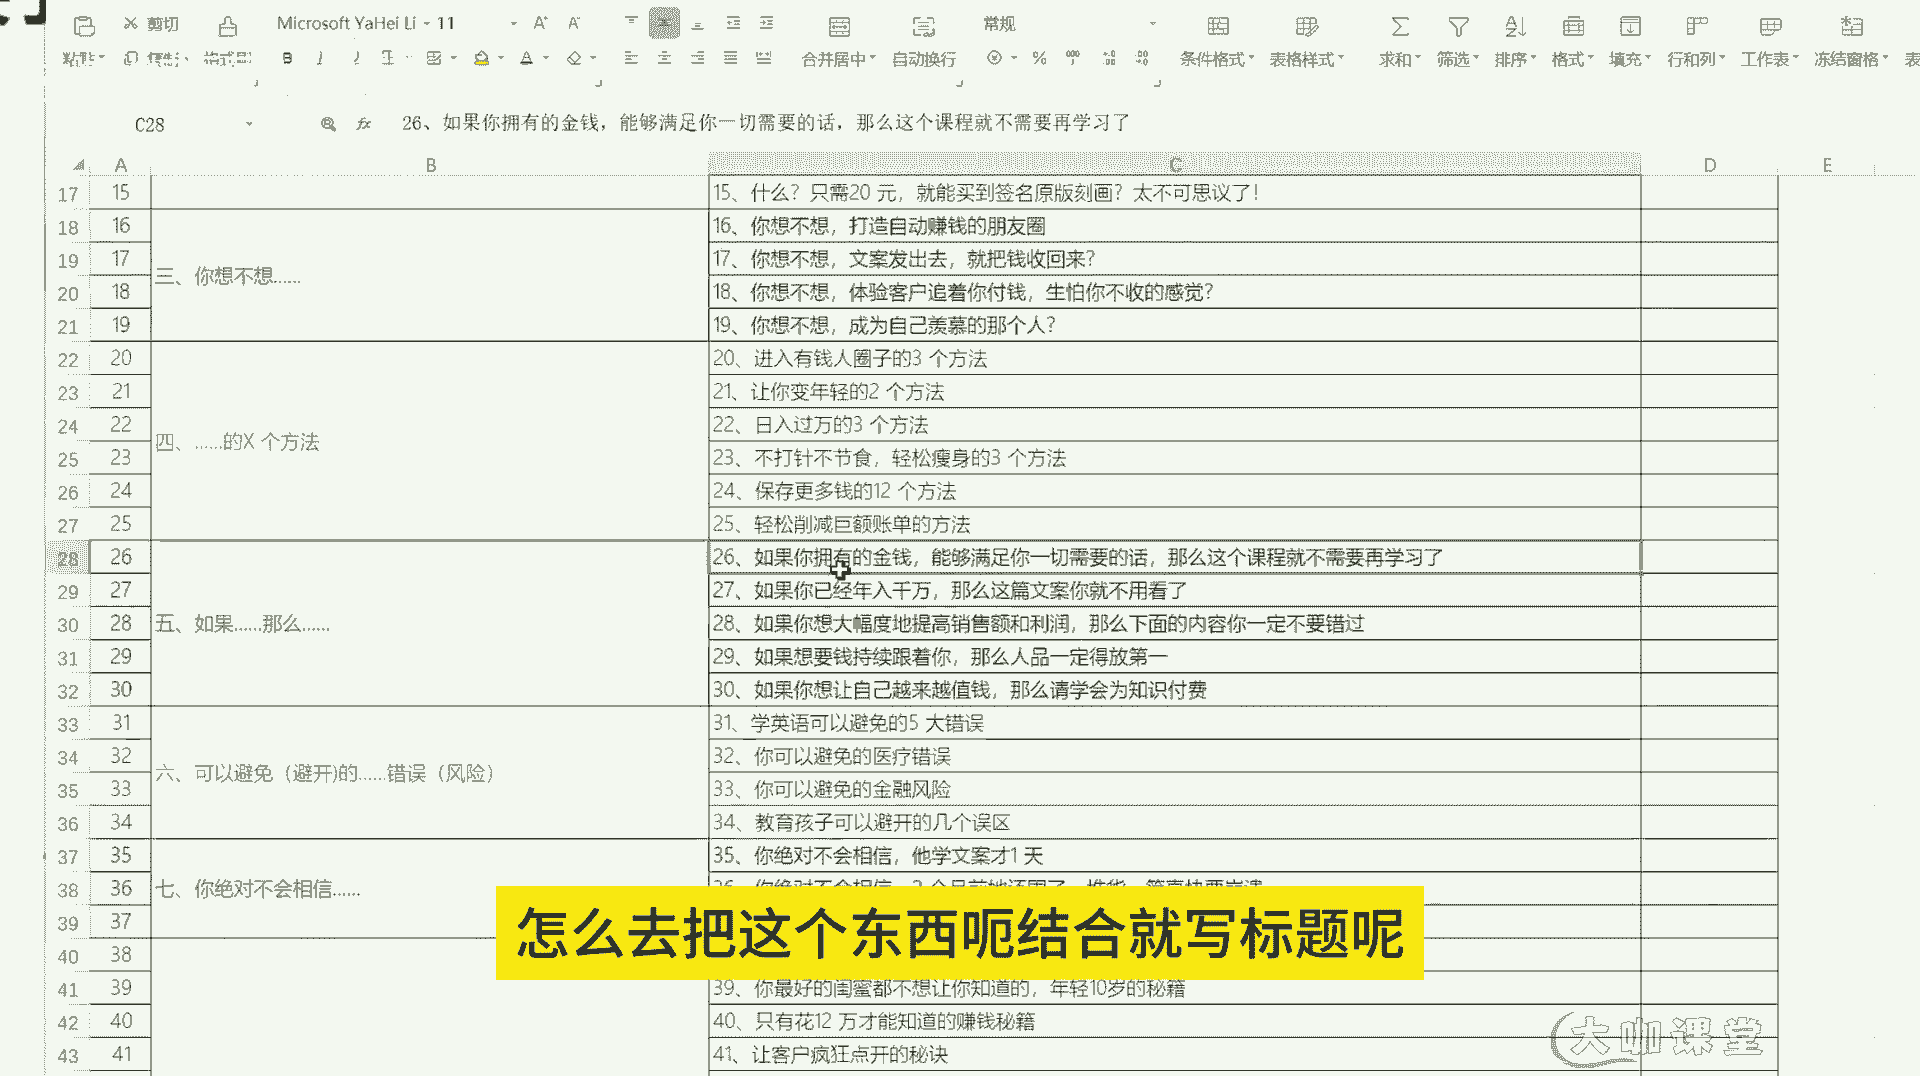 剪切 Microsoft YaHei Li 11 A⁺ A⁻ 常规
粘贴 格式刷 B I A 合并居中 自动换行 % 条件格式 表格样式 求和 筛选 排序 格式 填充 行和列 工作表 冻结窗格 表
C28 fx 26、如果你拥有的金钱，能够满足你一切需要的话，那么这个课程就不需要再学习了
A B C D E
17 15 15、什么？只需20 元，就能买到签名原版刻画？太不可思议了！
18 16 16、你想不想，打造自动赚钱的朋友圈
19 17 17、你想不想，文案发出去，就把钱收回来？
三、你想不想……
20 18 18、你想不想，体验客户追着你付钱，生怕你不收的感觉？
21 19 19、你想不想，成为自己羡慕的那个人？
22 20 20、进入有钱人圈子的3 个方法
23 21 21、让你变年轻的2 个方法
24 22 22、日入过万的3 个方法
四、……的X 个方法
25 23 23、不打针不节食，轻松瘦身的3 个方法
26 24 24、保存更多钱的12 个方法
27 25 25、轻松削减巨额账单的方法
28 26 26、如果你拥有的金钱，能够满足你一切需要的话，那么这个课程就不需要再学习了
29 27 27、如果你已经年入千万，那么这篇文案你就不用看了
30 28 五、如果……那么…… 28、如果你想大幅度地提高销售额和利润，那么下面的内容你一定不要错过
31 29 29、如果想要钱持续跟着你，那么人品一定得放第一
32 30 30、如果你想让自己越来越值钱，那么请学会为知识付费
33 31 31、学英语可以避免的5 大错误
34 32 32、你可以避免的医疗错误
六、可以避免（避开)的……错误（风险）
35 33 33、你可以避免的金融风险
36 34 34、教育孩子可以避开的几个误区
37 35 35、你绝对不会相信，他学文案才1 天
38 36 七、你绝对不会相信……
39 37
怎么去把这个东西呃结合就写标题呢
40 38
41 39 39、你最好的闺蜜都不想让你知道的，年轻10岁的秘籍
42 40 40、只有花12 万才能知道的赚钱秘籍
43 41 41、让客户疯狂点开的秘诀
大咖课堂